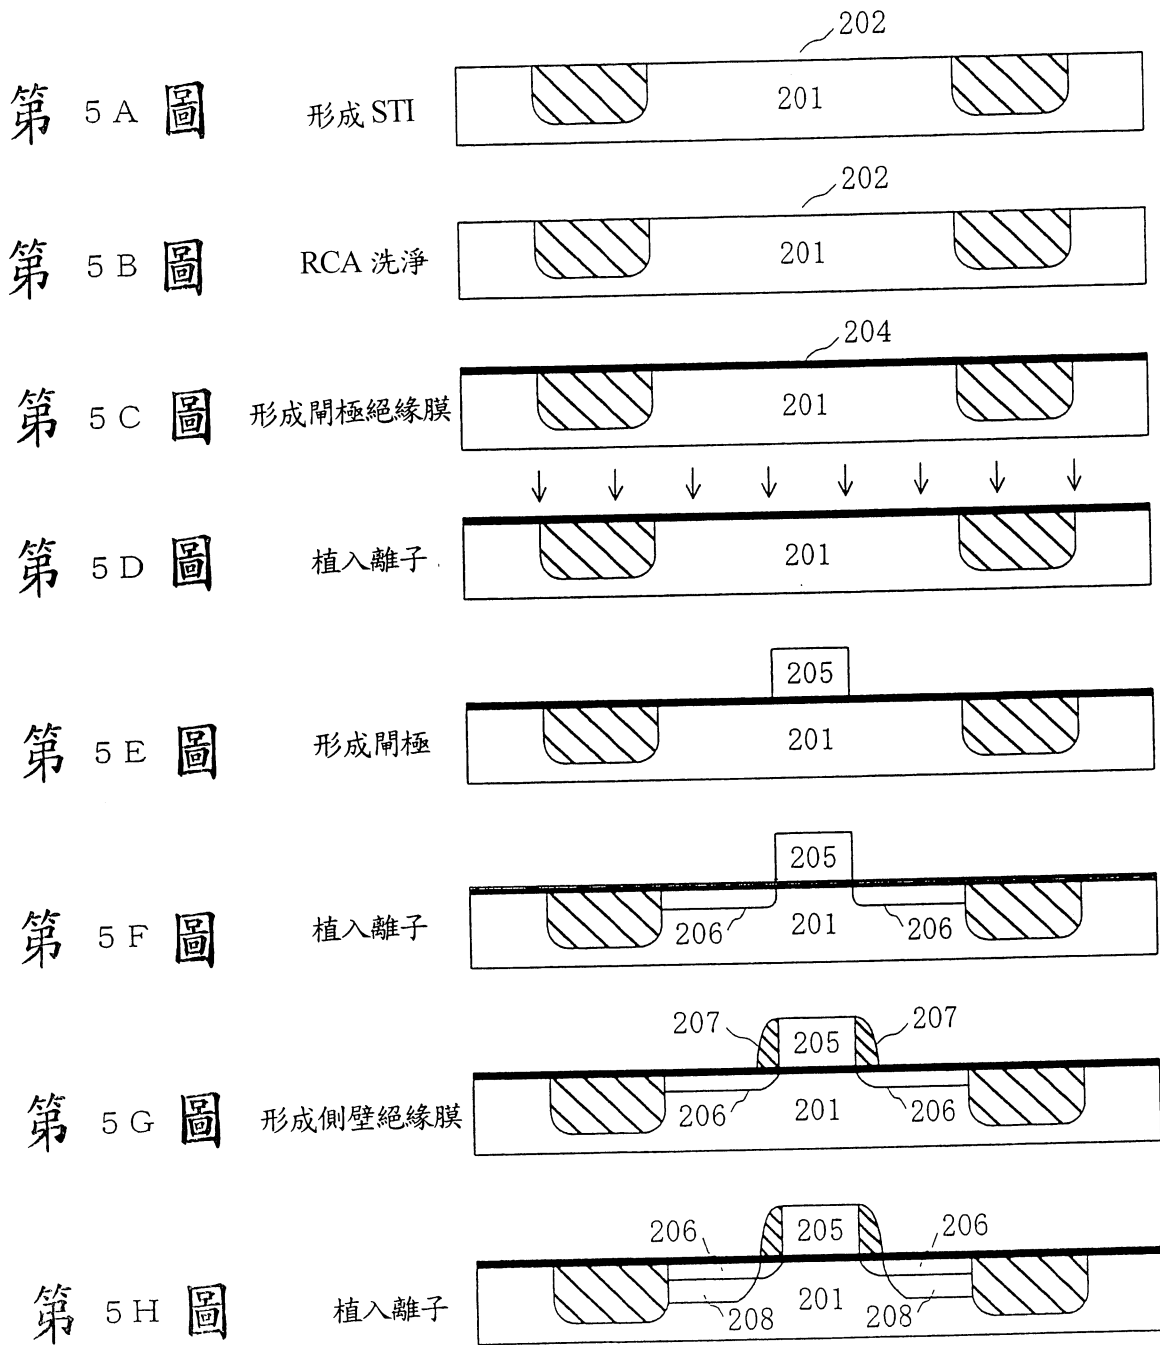 202
第 5A 圖 形成 STI 201
202
第 5B 圖 RCA 洗淨 201
204
第 5C 圖 形成閘極絕緣膜 201
第 5D 圖 植入離子 201
205
第 5E 圖 形成閘極 201
205
第 5F 圖 植入離子 206 201 206
207 205 207
第 5G 圖 形成側壁絕緣膜 206 201 206
206 205 206
第 5H 圖 植入離子 208 201 208